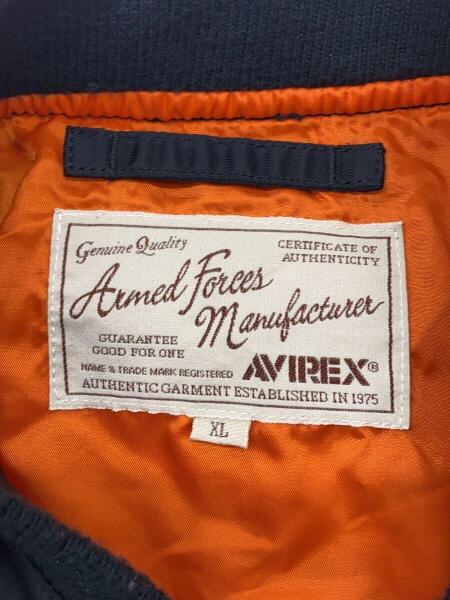 Genuine Quality
CERTIFICATE OF
AUTHENTICITY
Armed Forces
Manufacturer
GUARANTEE
GOOD FOR ONE
NAME & TRADE MARK REGISTERED
AVIREX®
AUTHENTIC GARMENT ESTABLISHED IN 1975
XL